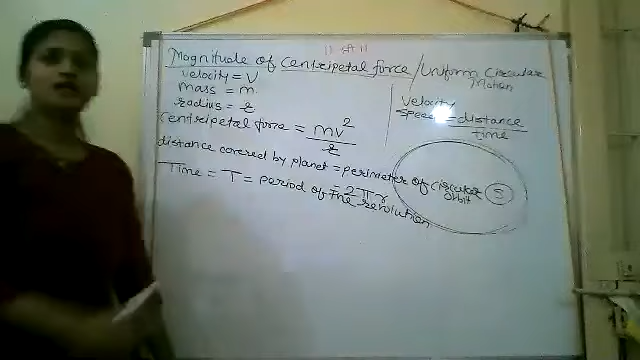 Magnitude of Centripetal force / Uniform Circular Motion
velocity = v
mass = m
radius = r
Centripetal force = mv²/r
Velocity
Speed = distance/time
distance covered by planet = perimeter of circular orbit
= 2πr
Time = T = period of the revolution
S